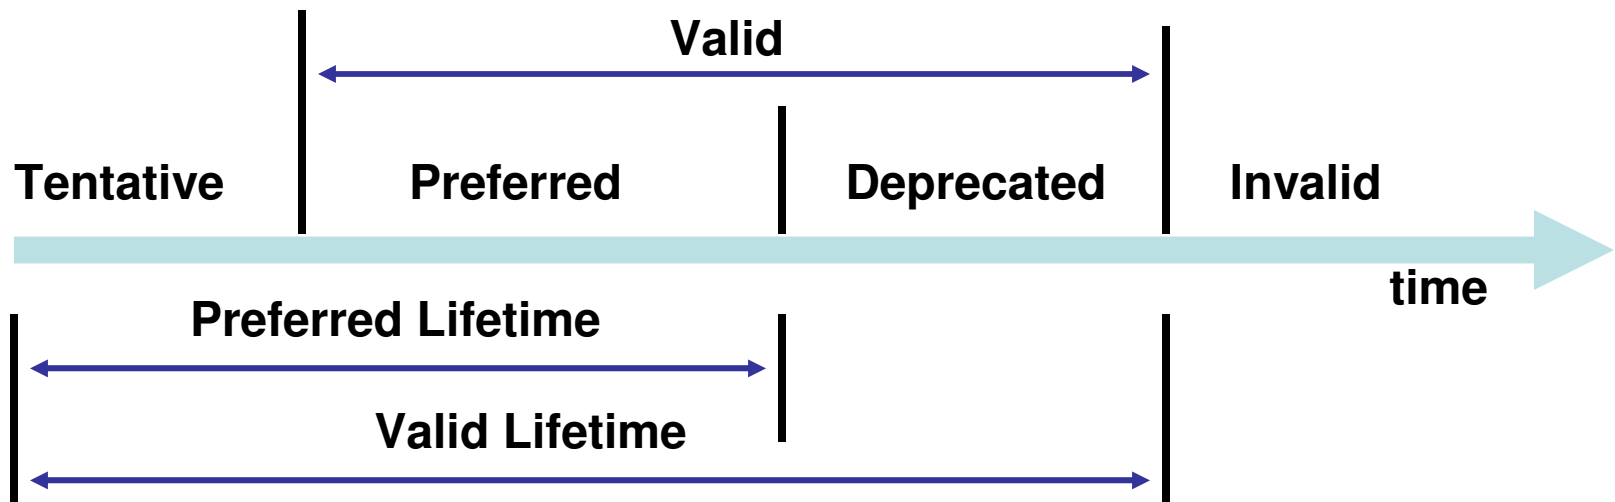 Valid
Tentative
Preferred
Deprecated
Invalid
time
Preferred Lifetime
Valid Lifetime